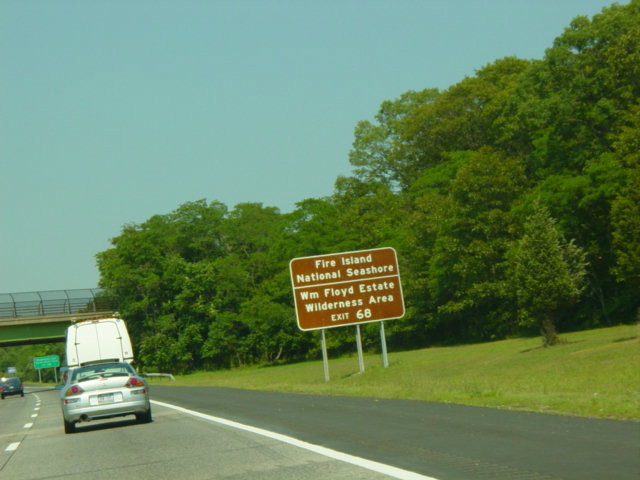 Fire Island
National Seashore
Wm Floyd Estate
Wilderness Area
EXIT 68